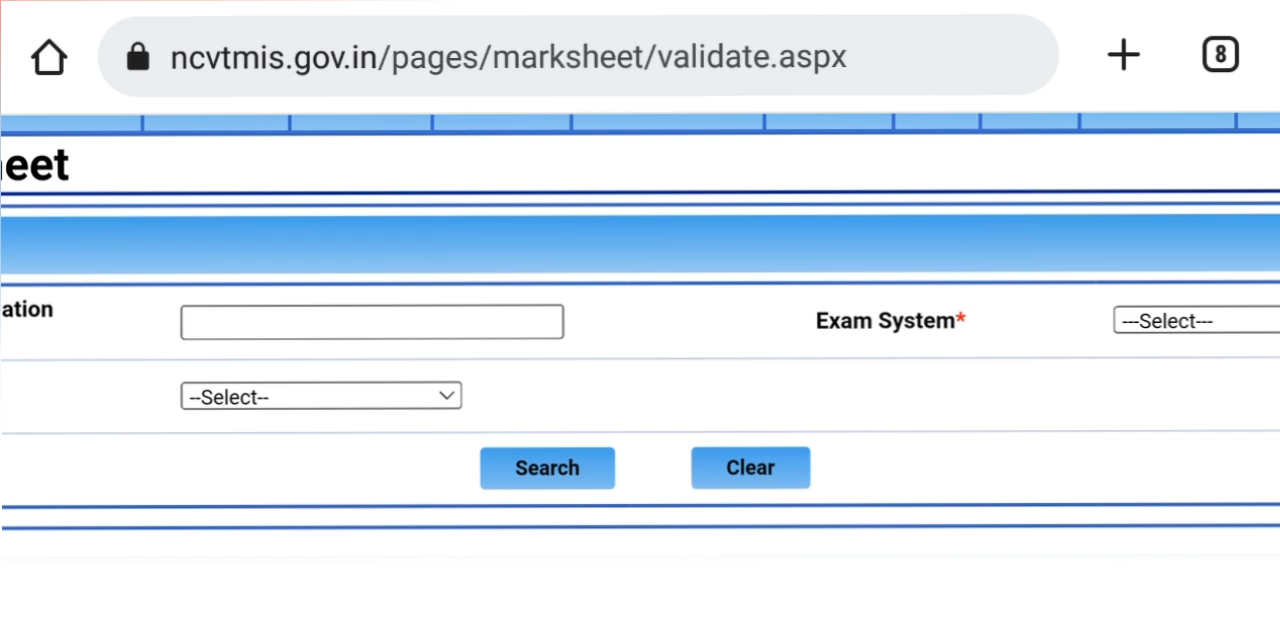 ncvtmis.gov.in/pages/marksheet/validate.aspx
8
eet
ation
Exam System*
---Select---
--Select--
Search
Clear